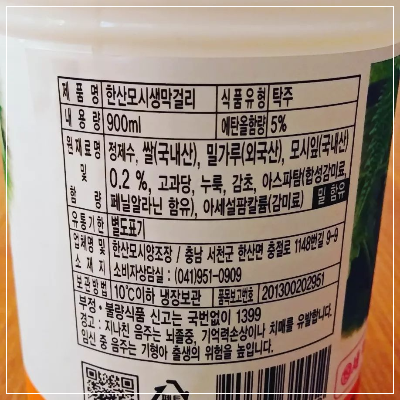 제품명 한산모시생막걸리 식품유형 탁주
내용량 900ml 에탄올함량 5%
원재료명 및 함량 정제수, 쌀(국내산), 밀가루(외국산), 모시잎(국내산)
0.2 %, 고과당, 누룩, 감초, 아스파탐(합성감미료,
페닐알라닌 함유), 아세설팜칼륨(감미료) 밀 함유
유통기한 별도표기
업체명 및 한산모시양조장 / 충남 서천군 한산면 충절로 1148번길 9-9
소재지 소비자상담실 : (041)951-0909
보관방법 10℃이하 냉장보관 품목보고번호 201300202951
부정·불량식품 신고는 국번없이 1399
경고 : 지나친 음주는 뇌졸중, 기억력손상이나 치매를 유발합니다.
임신 중 음주는 기형아 출생의 위험을 높입니다.